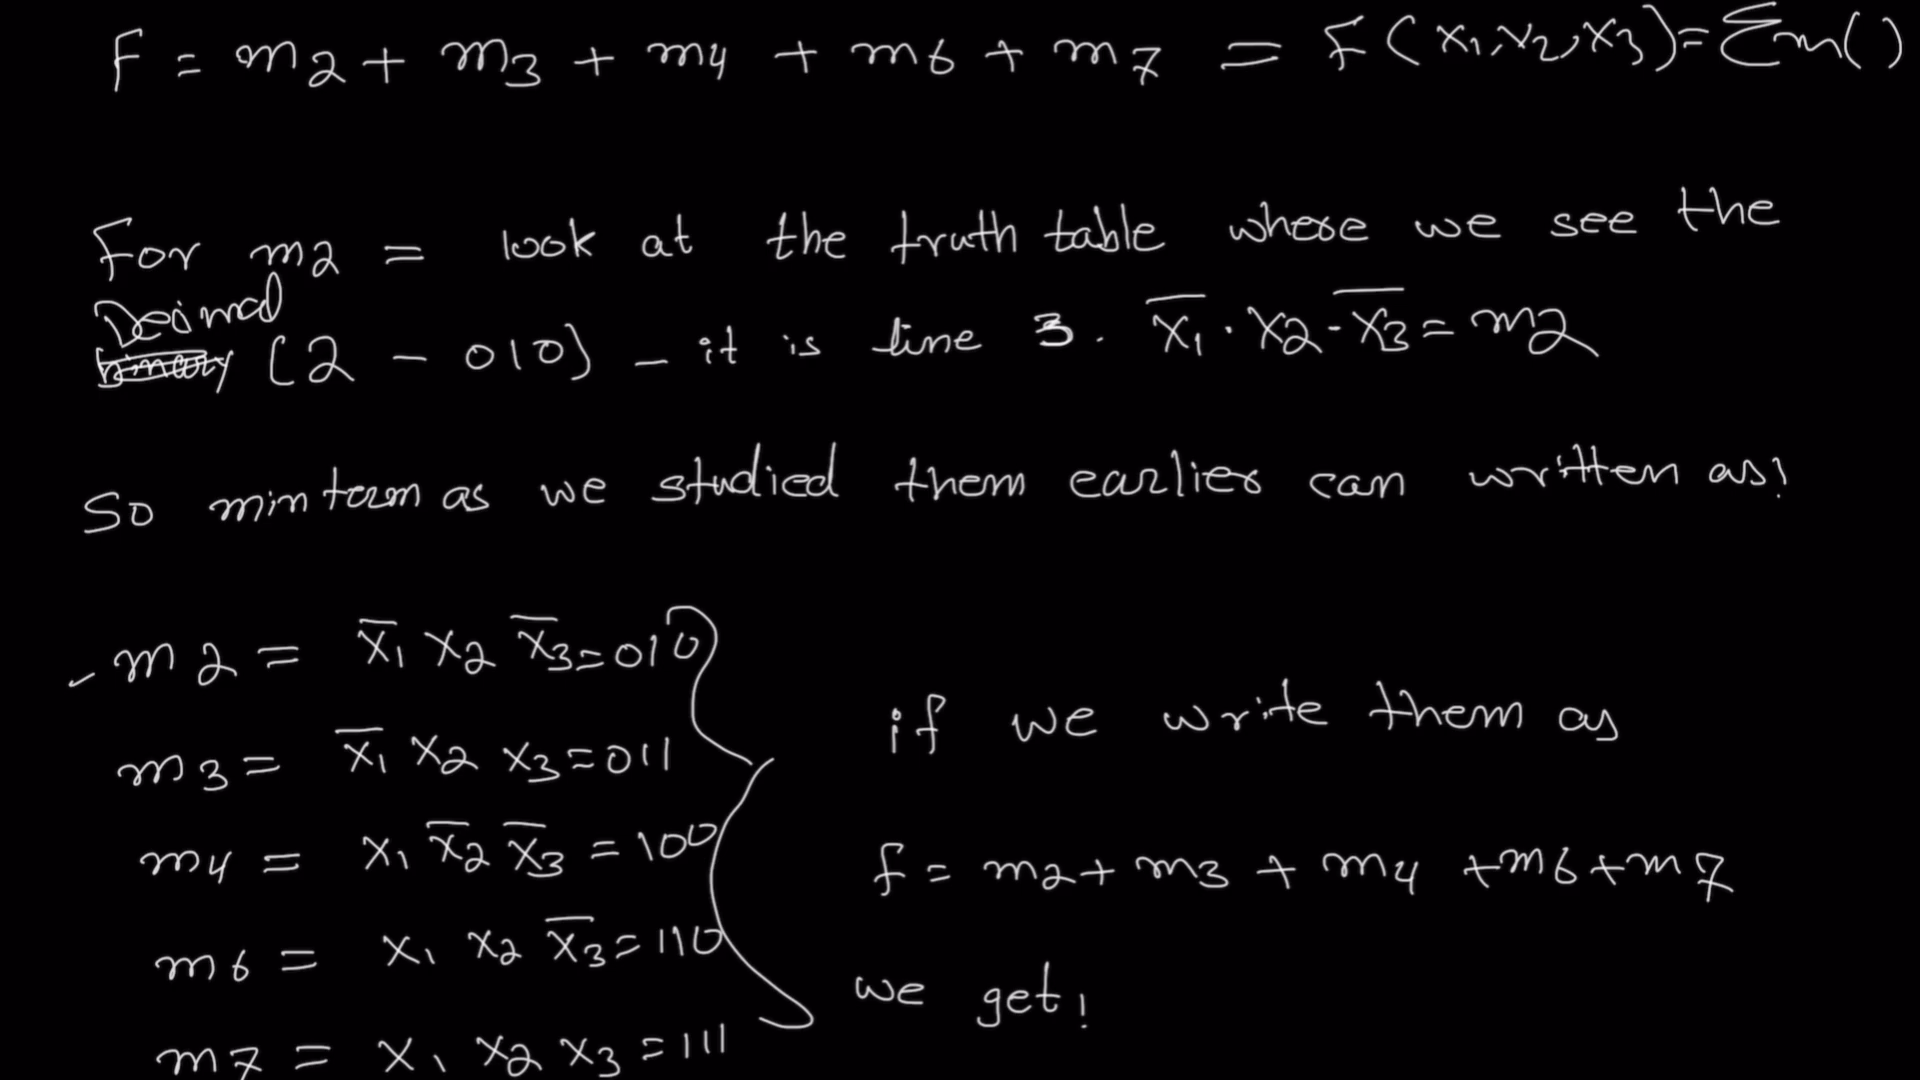 F = m2 + m3 + m4 + m6 + m7 = F(x1,x2,x3)=Σm()
For m2 = look at the truth table where we see the
Decimal
binary (2 - 010) - it is line 3. x̅1·x2-x̅3=m2
So minterm as we studied them earlier can written as!
m2 = x̅1 x2 x̅3=010
m3= x̅1 x2 x3=011
if we write them as
m4 = x1 x̅2 x̅3 =100
f= m2+ m3 + m4 +m6+m7
m6 = x1 x2 x̅3=110
we get!
m7 = x1 x2 x3=111